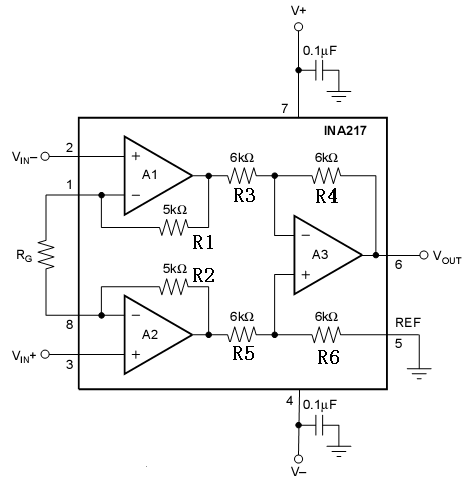 V+
0.1μF
7
INA217
VIN– 2
6kΩ 6kΩ
+ A1
R3 R4
1 –
5kΩ
R1
–
A3
+
6 VOUT
RG
5kΩ
R2
6kΩ 6kΩ REF
8 –
A2
+
R5 R6
5
VIN+ 3
4
0.1μF
V–